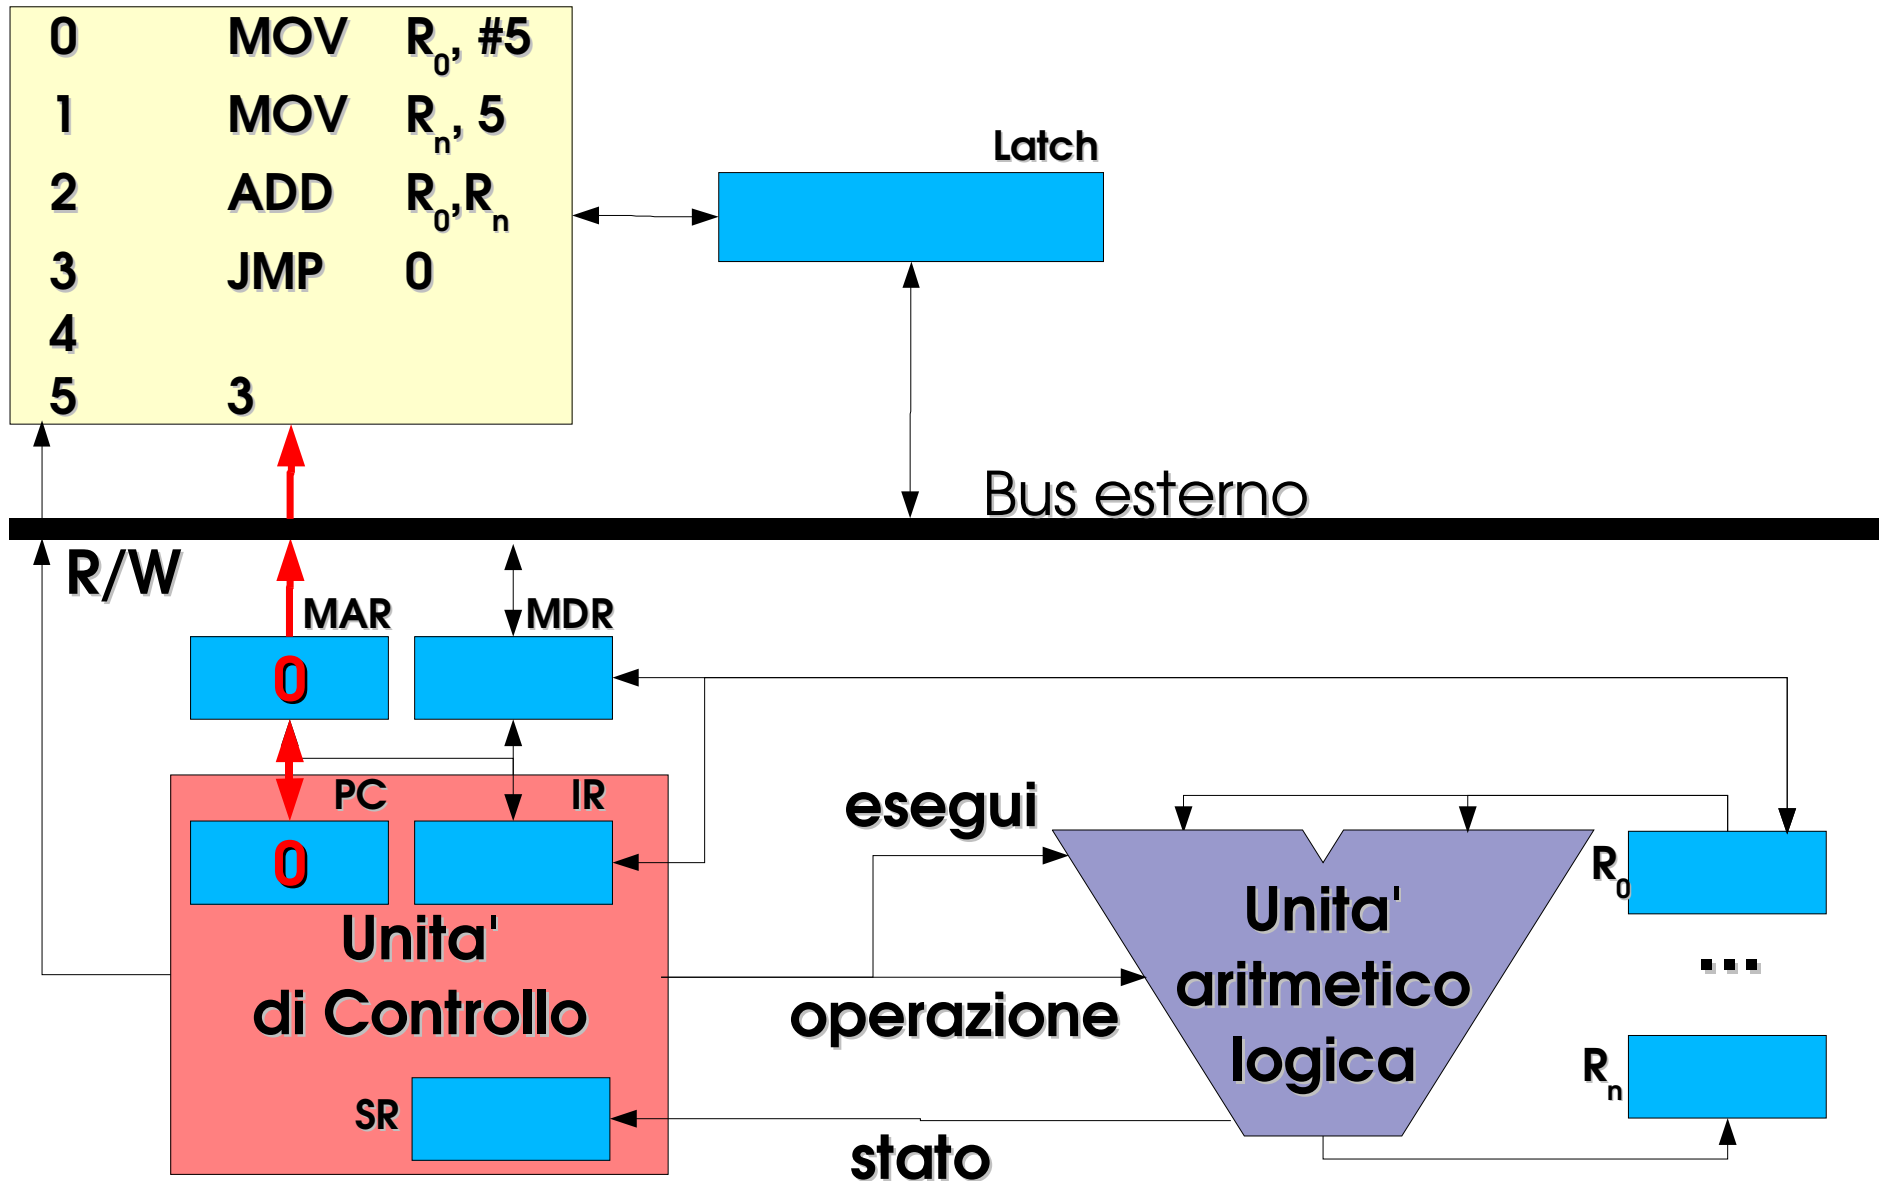 0 MOV R0, #5
1 MOV Rn, 5
2 ADD R0,Rn
3 JMP 0
4
5 3
Latch
Bus esterno
R/W
MAR
MDR
0
PC
IR
0
Unita'
di Controllo
SR
esegui
operazione
stato
Unita'
aritmetico
logica
R0
...
Rn